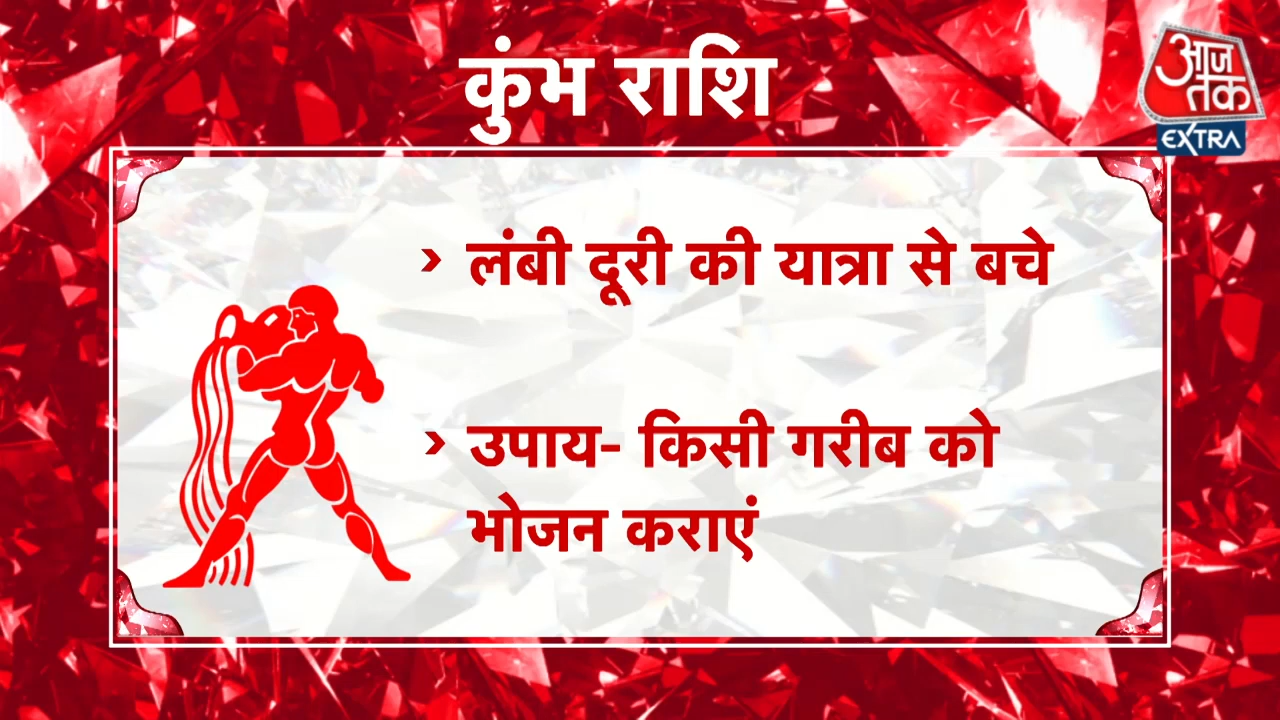 कुंभ राशि
आज
तक
EXTRA
› लंबी दूरी की यात्रा से बचे
› उपाय- किसी गरीब को
भोजन कराएं